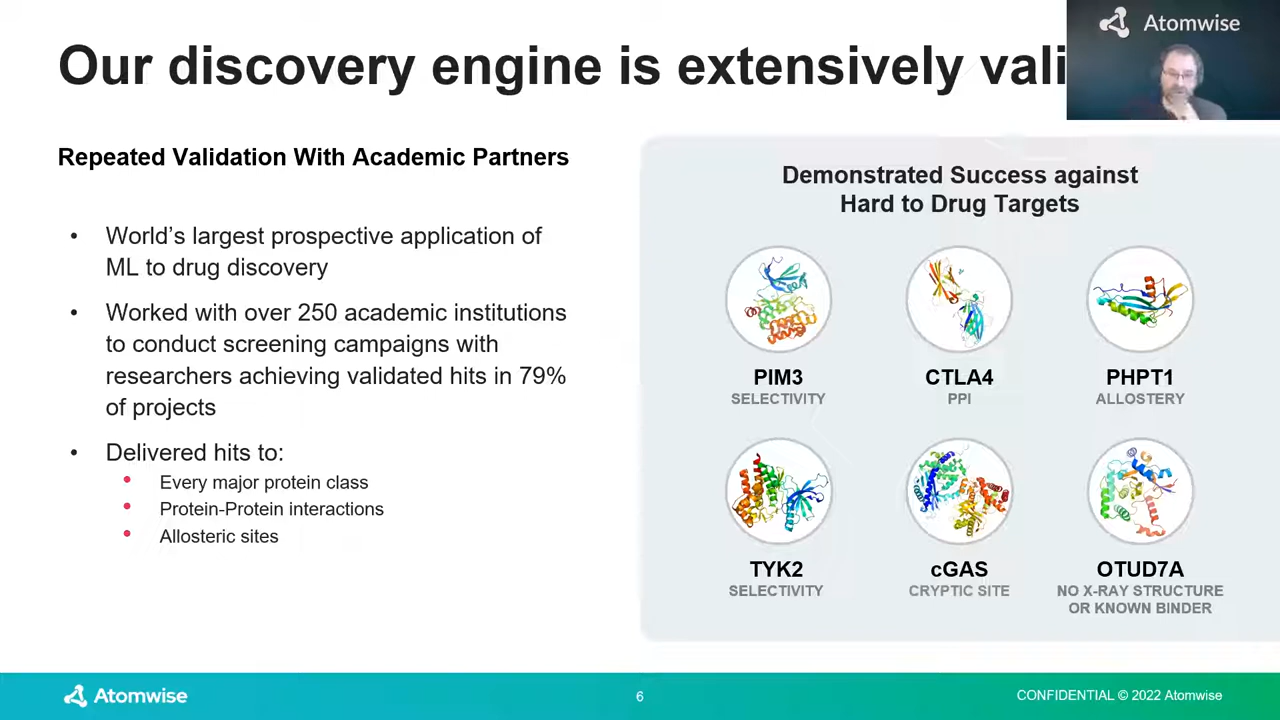 Atomwise
Our discovery engine is extensively
Repeated Validation With Academic Partners
• World's largest prospective application of
ML to drug discovery
• Worked with over 250 academic institutions
to conduct screening campaigns with
researchers achieving validated hits in 79%
of projects
• Delivered hits to:
• Every major protein class
• Protein-Protein interactions
• Allosteric sites
Demonstrated Success against
Hard to Drug Targets
PIM3
SELECTIVITY
CTLA4
PPI
PHPT1
ALLOSTERY
TYK2
SELECTIVITY
cGAS
CRYPTIC SITE
OTUD7A
NO X-RAY STRUCTURE
OR KNOWN BINDER
Atomwise
6
CONFIDENTIAL © 2022 Atomwise